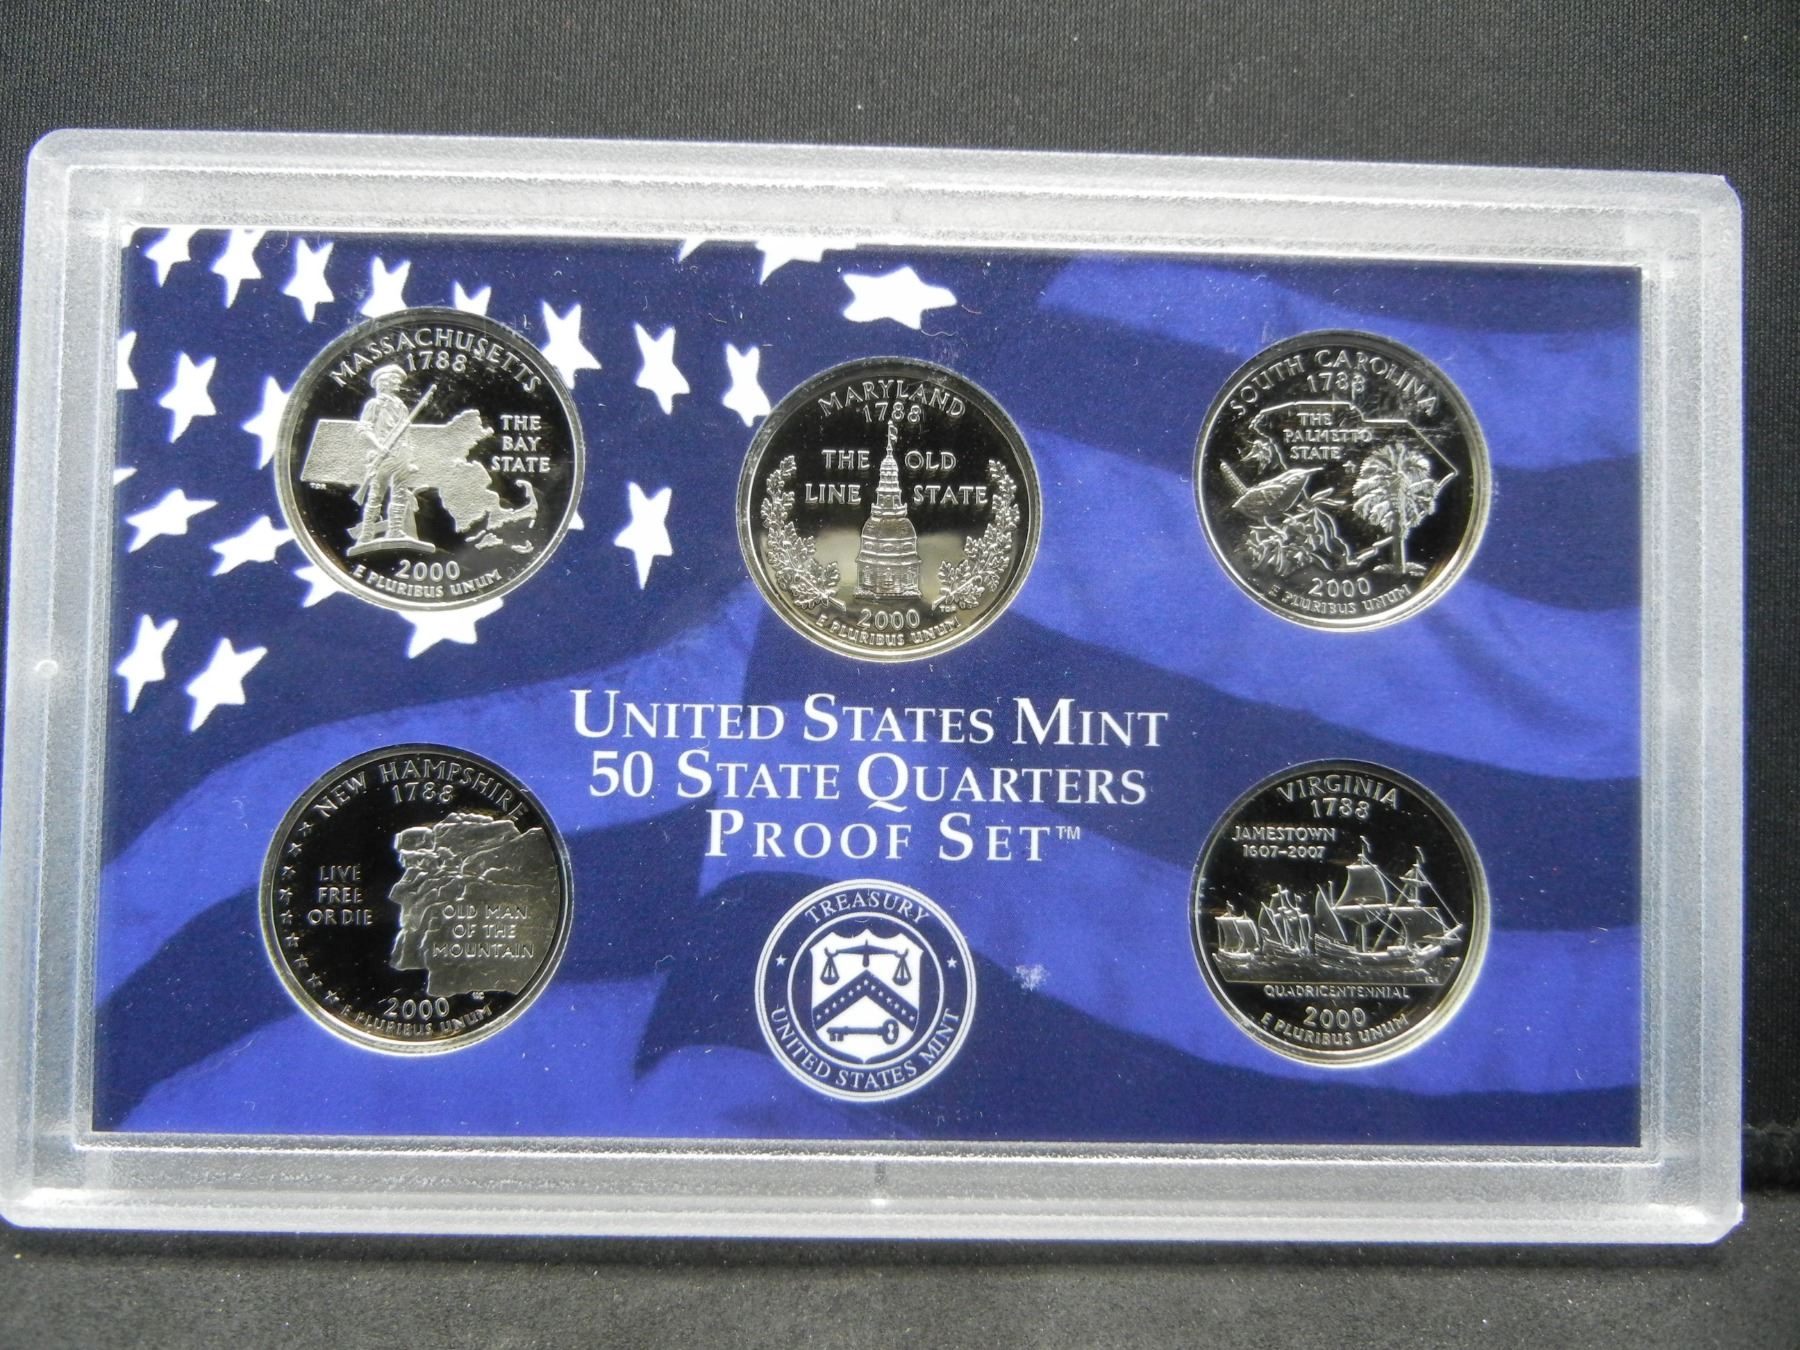 MASSACHUSETTS
1788
THE
BAY
STATE
2000
E PLURIBUS UNUM
MARYLAND
1788
THE OLD
LINE STATE
2000
E PLURIBUS UNUM
SOUTH CAROLINA
1788
THE
PALMETTO
STATE
2000
E PLURIBUS UNUM
UNITED STATES MINT
50 STATE QUARTERS
PROOF SET™
NEW HAMPSHIRE
1788
LIVE
FREE
OR DIE
OLD MAN
OF THE
MOUNTAIN
2000
E PLURIBUS UNUM
TREASURY
UNITED STATES MINT
VIRGINIA
1788
JAMESTOWN
1607-2007
QUADRICENTENNIAL
2000
E PLURIBUS UNUM